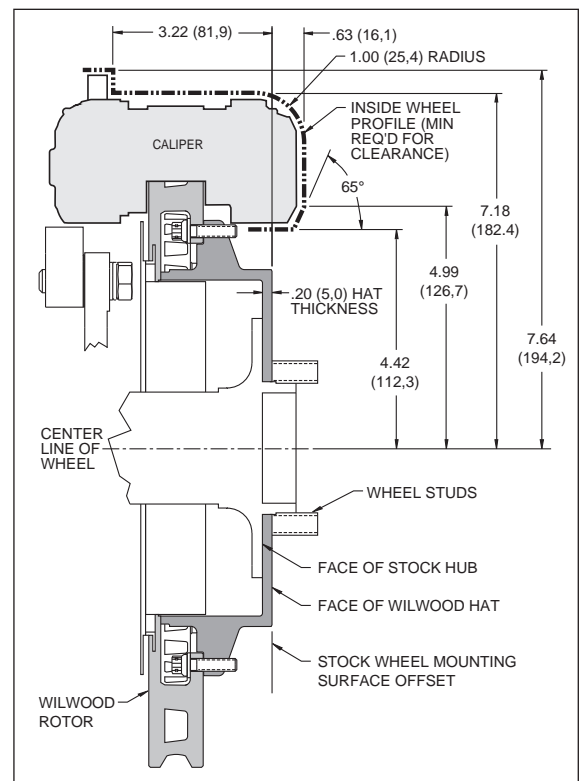 3.22 (81,9)
.63 (16,1)
1.00 (25,4) RADIUS
INSIDE WHEEL
PROFILE (MIN
REQ'D FOR
CLEARANCE)
CALIPER
65°
7.18
(182.4)
4.99
(126,7)
7.64
(194,2)
.20 (5,0) HAT
THICKNESS
4.42
(112,3)
CENTER
LINE OF
WHEEL
WHEEL STUDS
FACE OF STOCK HUB
FACE OF WILWOOD HAT
STOCK WHEEL MOUNTING
SURFACE OFFSET
WILWOOD
ROTOR